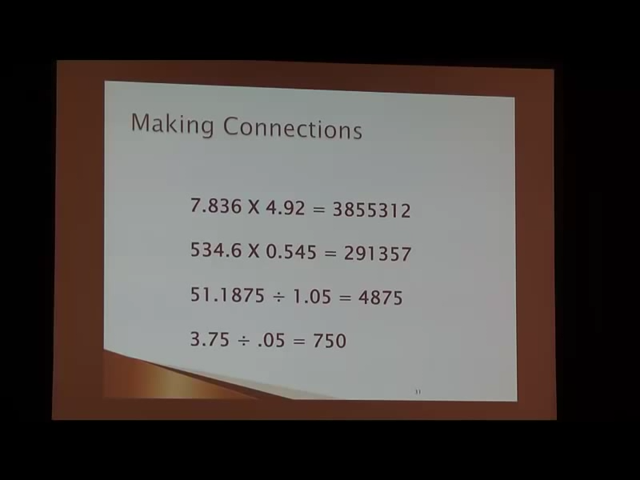 Making Connections
7.836 X 4.92 = 3855312
534.6 X 0.545 = 291357
51.1875 ÷ 1.05 = 4875
3.75 ÷ .05 = 750